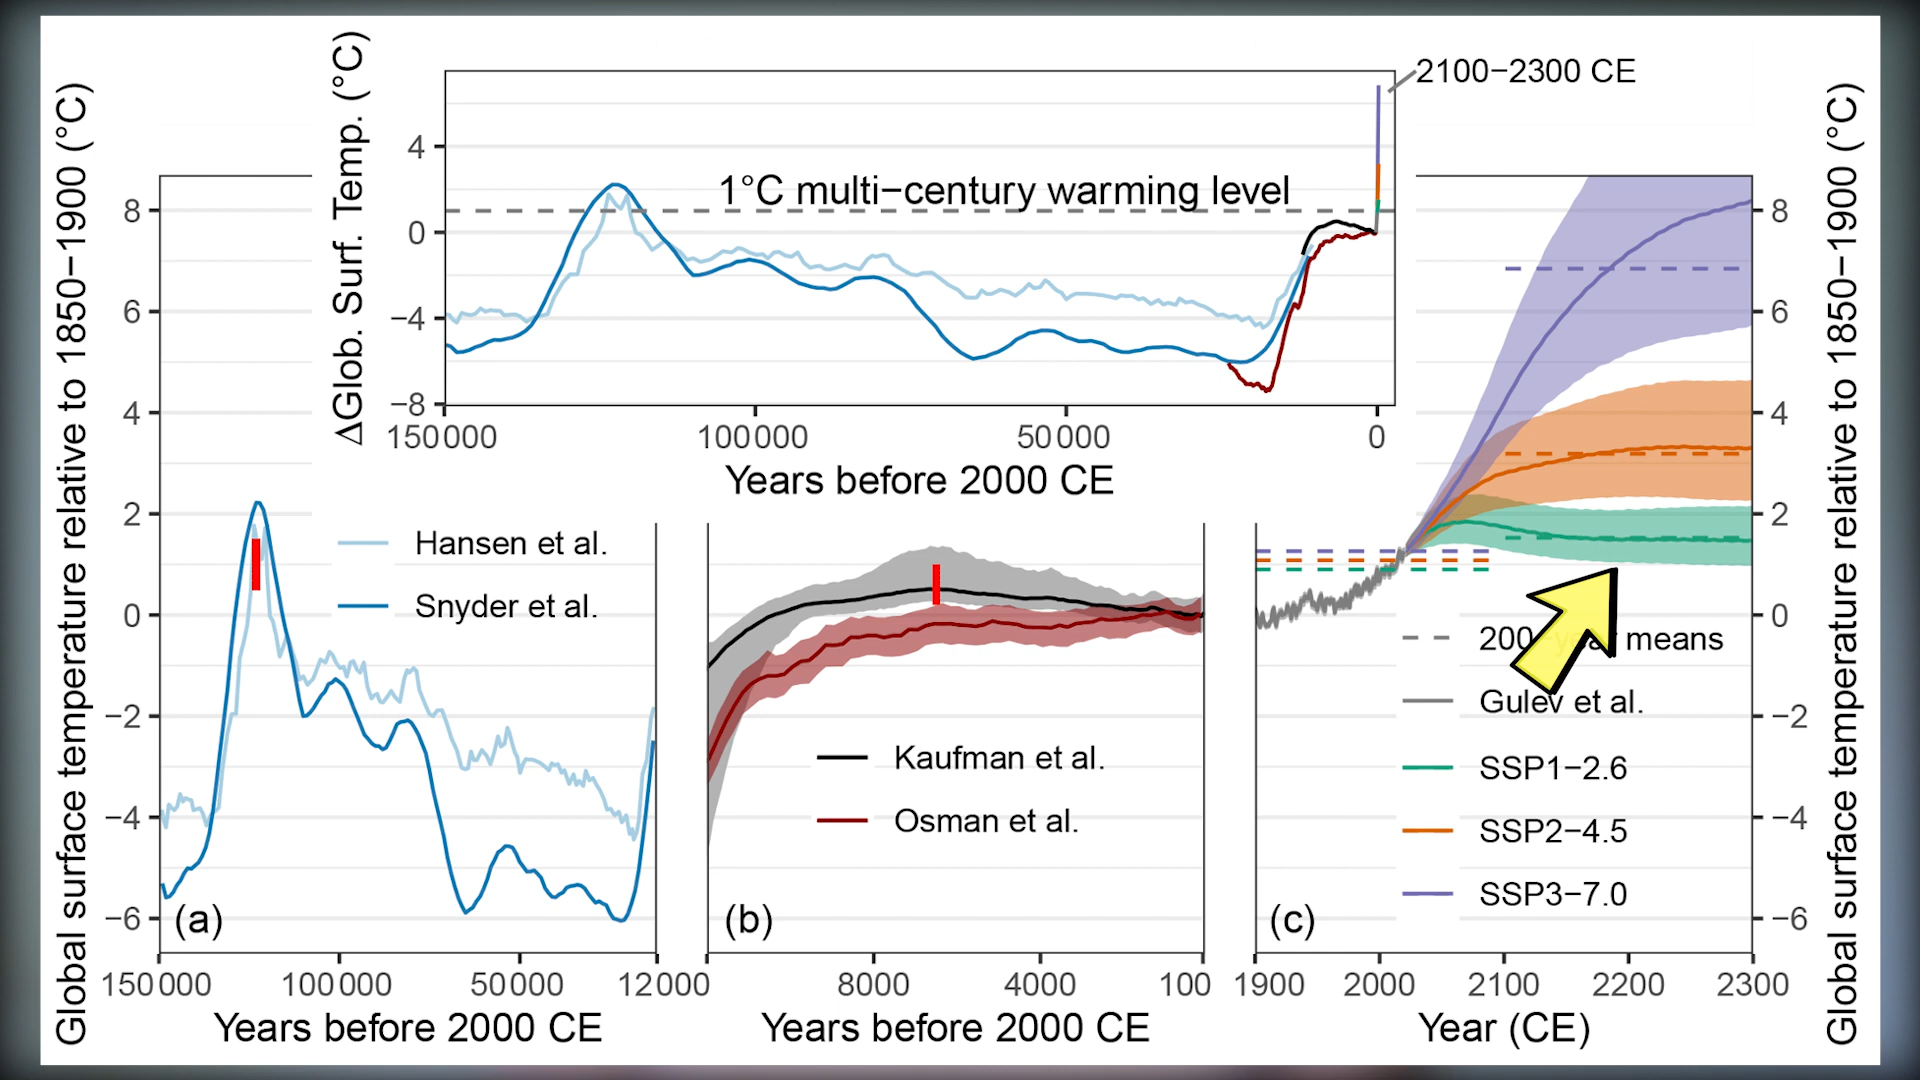 2100−2300 CE
ΔGlob. Surf. Temp. (°C)
4
0
−4
−8
1°C multi−century warming level
150000
100000
50000
0
Years before 2000 CE
Global surface temperature relative to 1850−1900 (°C)
8
6
4
2
0
−2
−4
−6
Hansen et al.
Snyder et al.
(a)
150000
100000
50000
12000
Years before 2000 CE
Kaufman et al.
Osman et al.
(b)
8000
4000
100
Years before 2000 CE
means
Gulev et al.
SSP1−2.6
SSP2−4.5
SSP3−7.0
(c)
1900
2000
2100
2200
2300
Year (CE)
8
6
4
2
0
−2
−4
−6
Global surface temperature relative to 1850−1900 (°C)